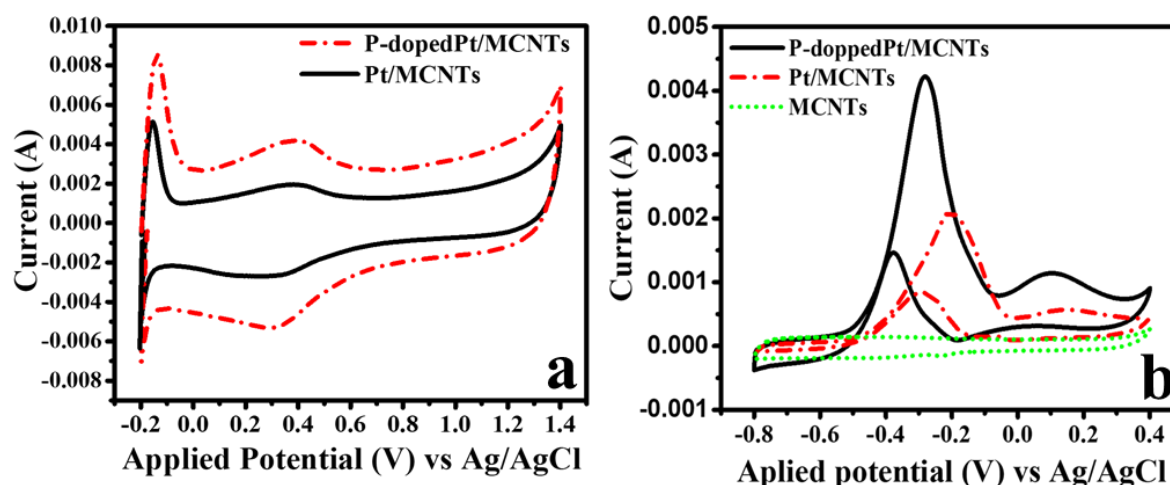 0.010
0.008
0.006
0.004
0.002
0.000
-0.002
-0.004
-0.006
-0.008
Current (A)
P-dopedPt/MCNTs
Pt/MCNTs
a
-0.2 0.0 0.2 0.4 0.6 0.8 1.0 1.2 1.4
Applied Potential (V) vs Ag/AgCl
0.005
0.004
0.003
0.002
0.001
0.000
-0.001
Current (A)
P-doppedPt/MCNTs
Pt/MCNTs
MCNTs
b
-0.8 -0.6 -0.4 -0.2 0.0 0.2 0.4
Aplied potential (V) vs Ag/AgCl